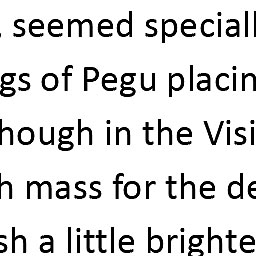 , seemed speciall
gs of Pegu placin
hough in the Visi
h mass for the de
sh a little brighte